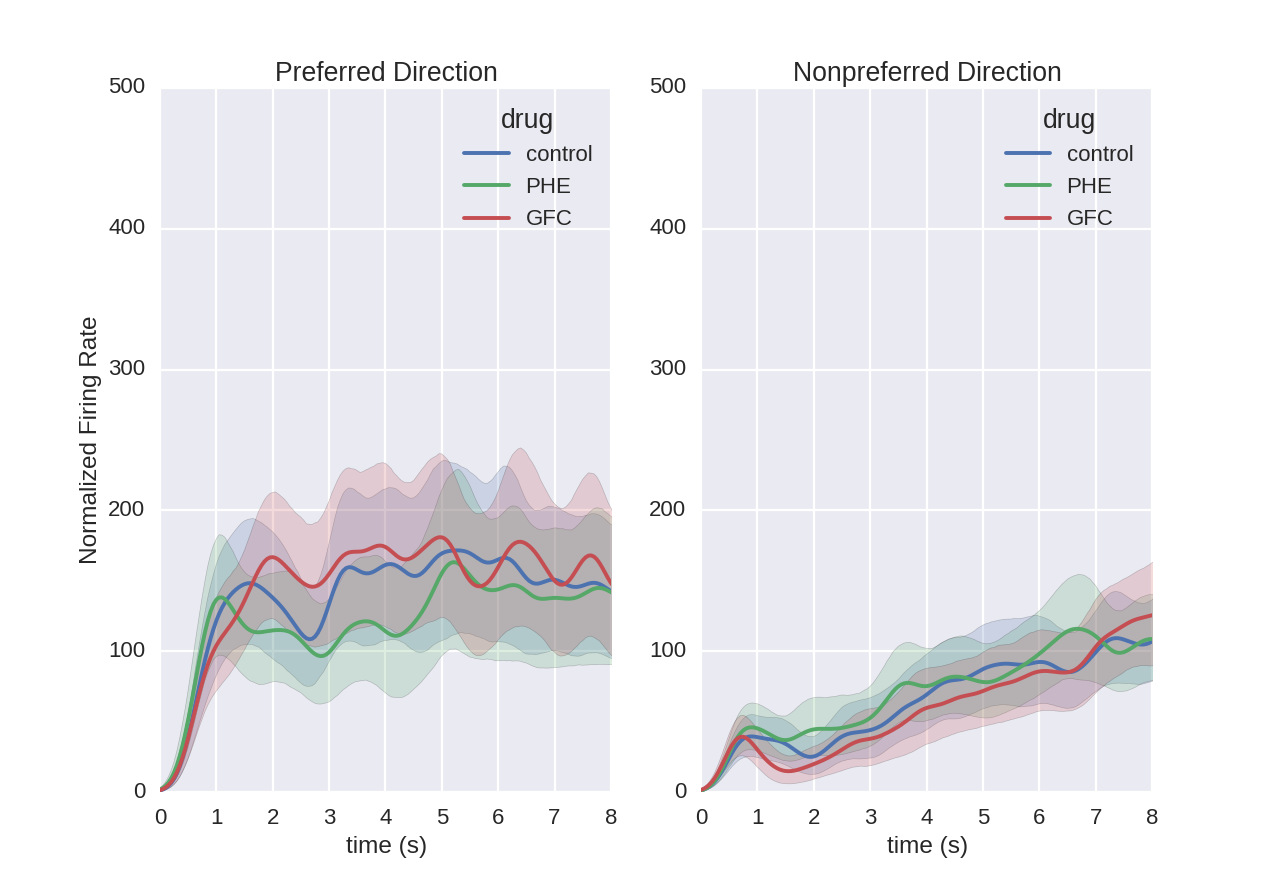 Preferred Direction
Normalized Firing Rate
500
400
300
200
100
0
drug
control
PHE
GFC
0 1 2 3 4 5 6 7 8
time (s)
Nonpreferred Direction
500
400
300
200
100
0
drug
control
PHE
GFC
0 1 2 3 4 5 6 7 8
time (s)